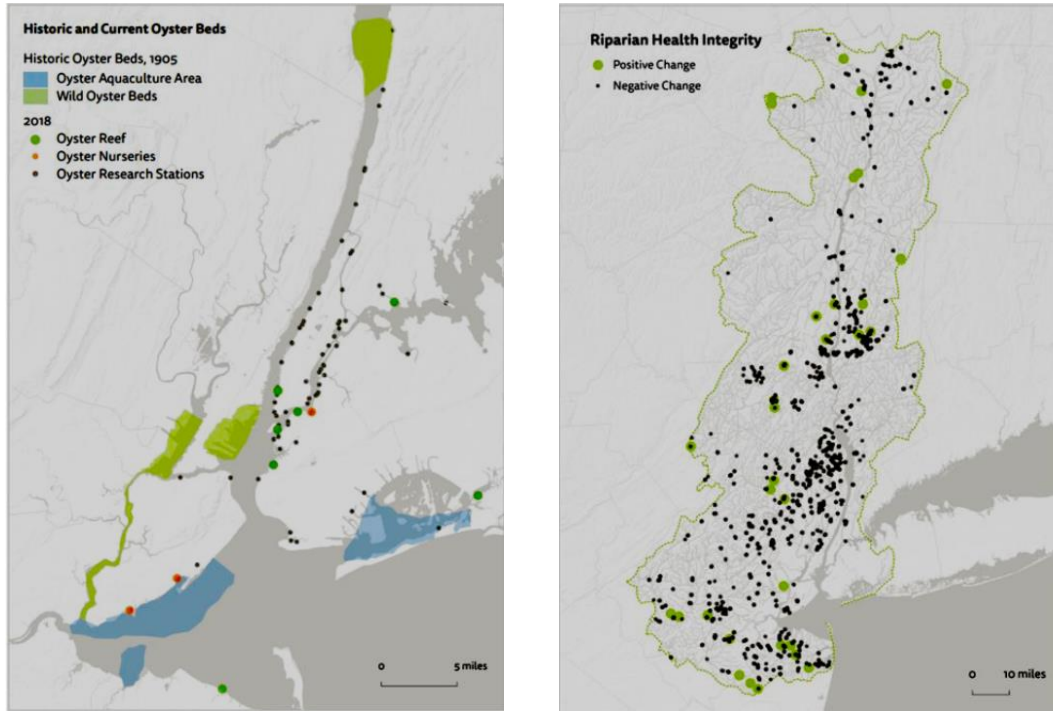 Historic and Current Oyster Beds
Historic Oyster Beds, 1905
Oyster Aquaculture Area
Wild Oyster Beds
2018
Oyster Reef
Oyster Nurseries
Oyster Research Stations
0 5 miles
Riparian Health Integrity
Positive Change
Negative Change
0 10 miles